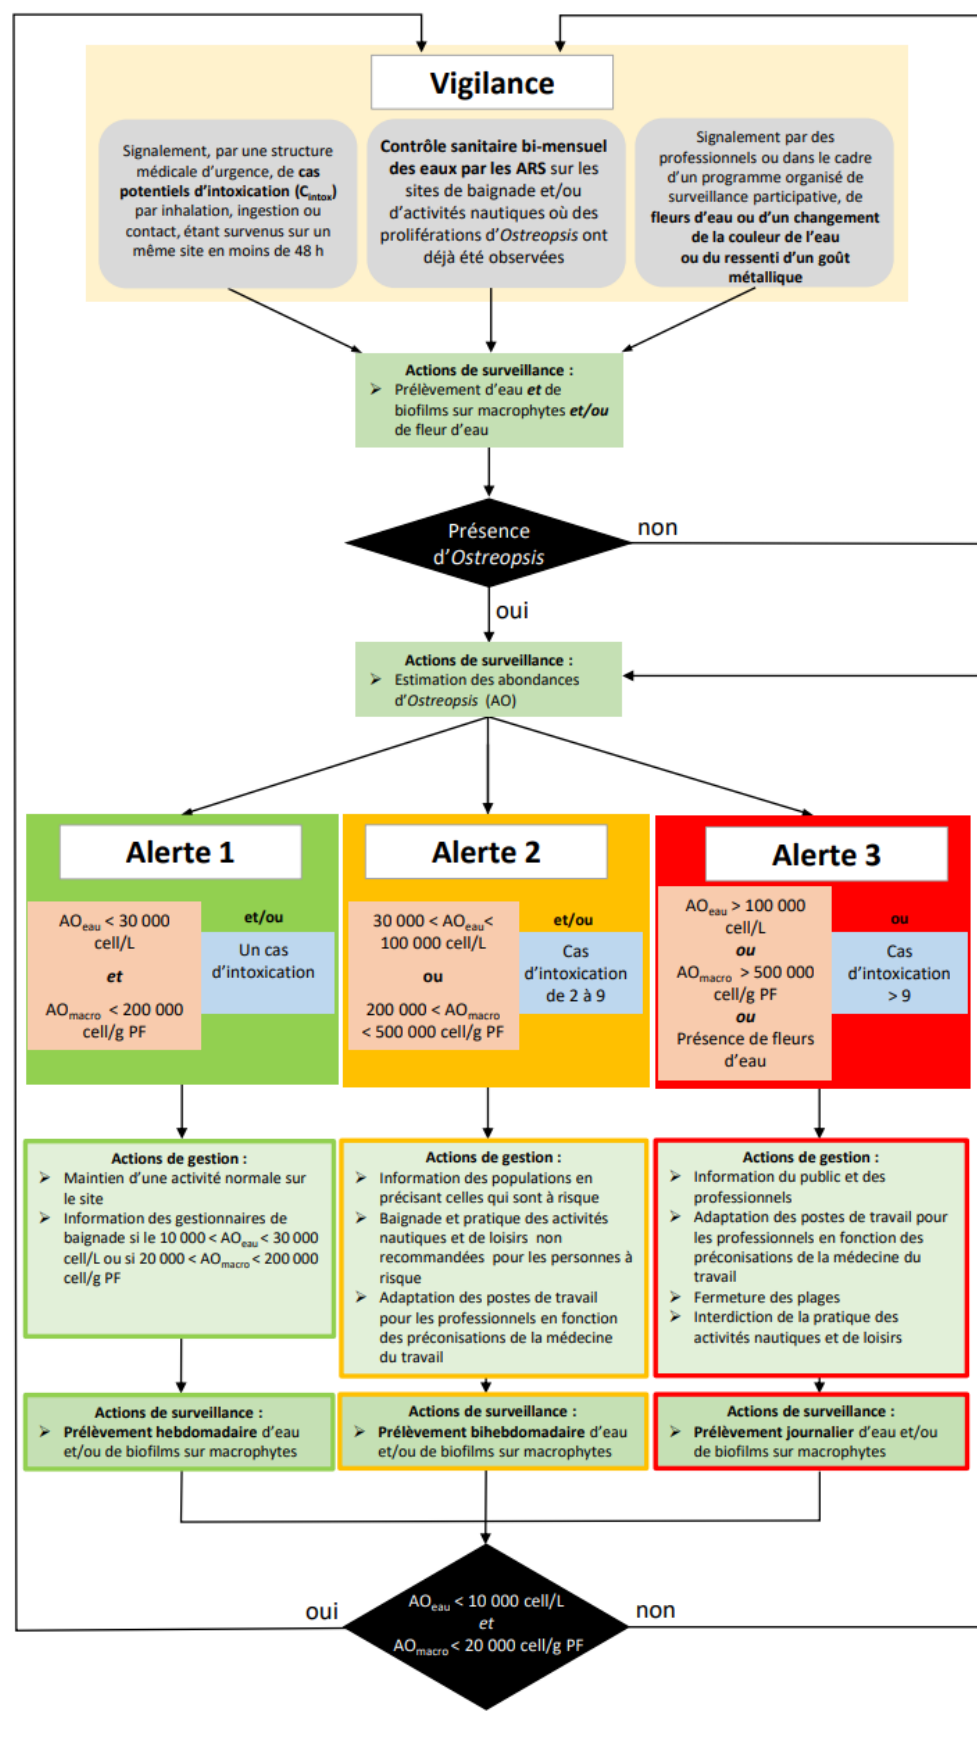 Vigilance
Signalement, par une structure
médicale d'urgence, de cas
potentiels d'intoxication (Cintox)
par inhalation, ingestion ou
contact, étant survenus sur un
même site en moins de 48 h
Contrôle sanitaire bi-mensuel
des eaux par les ARS sur les
sites de baignade et/ou
d'activités nautiques où des
proliférations d'Ostreopsis ont
déjà été observées
Signalement par des
professionnels ou dans le cadre
d'un programme organisé de
surveillance participative, de
fleurs d'eau ou d'un changement
de la couleur de l'eau
ou du ressenti d'un goût
métallique
Actions de surveillance :
➢ Prélèvement d'eau et de
biofilms sur macrophytes et/ou
de fleur d'eau
Présence
d'Ostreopsis
non
oui
Actions de surveillance :
➢ Estimation des abondances
d'Ostreopsis (AO)
Alerte 1
AOeau < 30 000
cell/L
et
AOmacro < 200 000
cell/g PF
et/ou
Un cas
d'intoxication
Alerte 2
30 000 < AOeau<
100 000 cell/L
ou
200 000 < AOmacro
< 500 000 cell/g PF
et/ou
Cas
d'intoxication
de 2 à 9
Alerte 3
AOeau > 100 000
cell/L
ou
AOmacro > 500 000
cell/g PF
ou
Présence de fleurs
d'eau
ou
Cas
d'intoxication
> 9
Actions de gestion :
➢ Maintien d'une activité normale sur
le site
➢ Information des gestionnaires de
baignade si le 10 000 < AOeau < 30 000
cell/L ou si 20 000 < AOmacro < 200 000
cell/g PF
Actions de gestion :
➢ Information des populations en
précisant celles qui sont à risque
➢ Baignade et pratique des activités
nautiques et de loisirs non
recommandées pour les personnes à
risque
➢ Adaptation des postes de travail
pour les professionnels en fonction
des préconisations de la médecine
du travail
Actions de gestion :
➢ Information du public et des
professionnels
➢ Adaptation des postes de travail pour
les professionnels en fonction des
préconisations de la médecine du
travail
➢ Fermeture des plages
➢ Interdiction de la pratique des
activités nautiques et de loisirs
Actions de surveillance :
➢ Prélèvement hebdomadaire d'eau
et/ou de biofilms sur macrophytes
Actions de surveillance :
➢ Prélèvement bihebdomadaire d'eau
et/ou de biofilms sur macrophytes
Actions de surveillance :
➢ Prélèvement journalier d'eau et/ou
de biofilms sur macrophytes
oui
AOeau < 10 000 cell/L
et
AOmacro < 20 000 cell/g PF
non